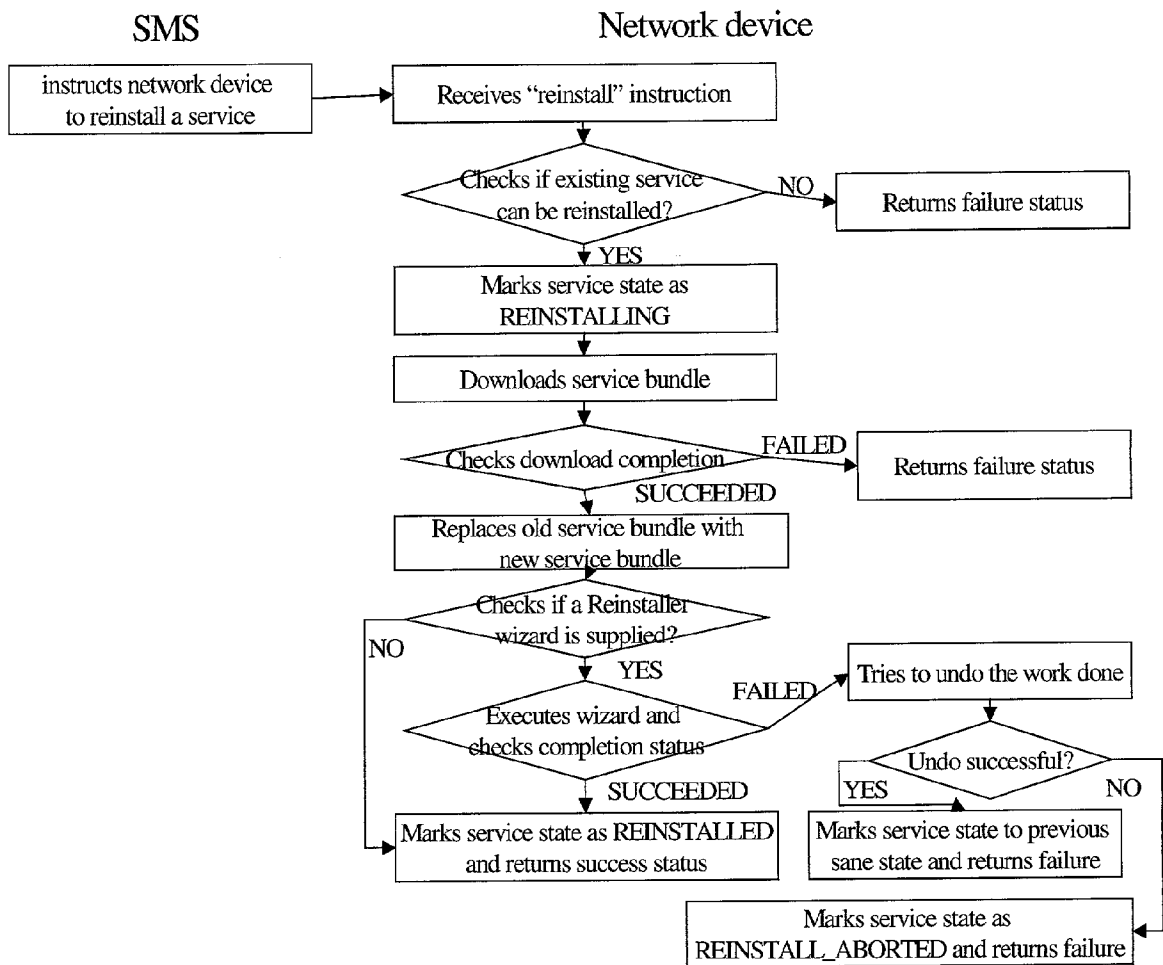 SMS
Network device
instructs network device
to reinstall a service
Receives “reinstall” instruction
Checks if existing service
can be reinstalled?
NO
Returns failure status
YES
Marks service state as
REINSTALLING
Downloads service bundle
Checks download completion
FAILED
Returns failure status
SUCCEEDED
Replaces old service bundle with
new service bundle
Checks if a Reinstaller
wizard is supplied?
NO
YES
Executes wizard and
checks completion status
FAILED
Tries to undo the work done
Undo successful?
YES
NO
SUCCEEDED
Marks service state as REINSTALLED
and returns success status
Marks service state to previous
sane state and returns failure
Marks service state as
REINSTALL_ABORTED and returns failure